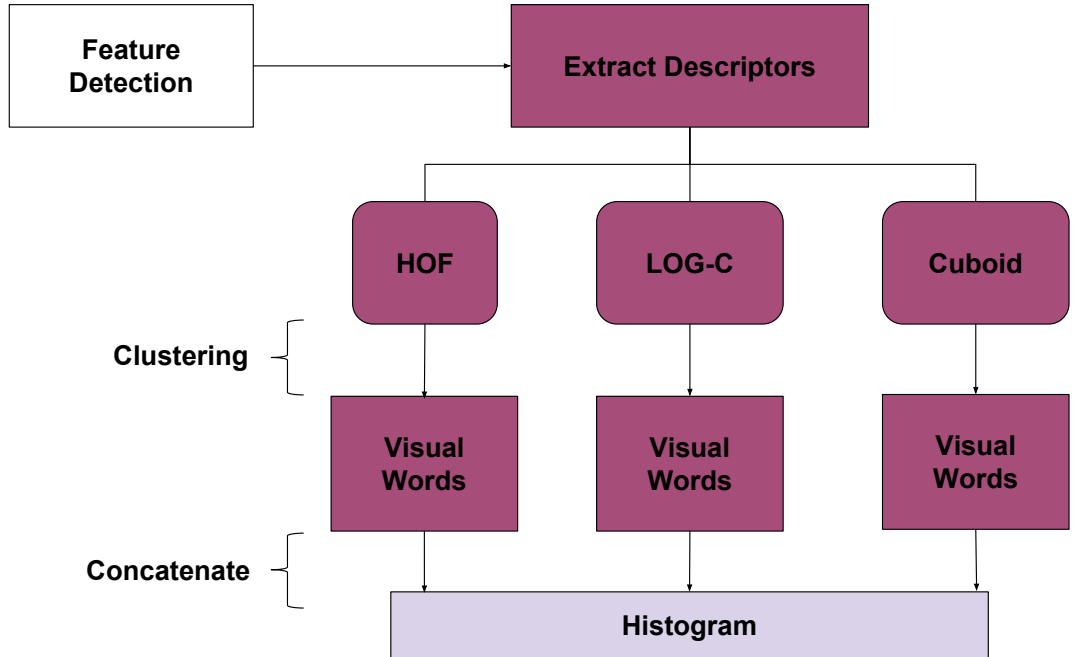 Feature
Detection
Extract Descriptors
HOF
LOG-C
Cuboid
Clustering
Visual
Words
Visual
Words
Visual
Words
Concatenate
Histogram